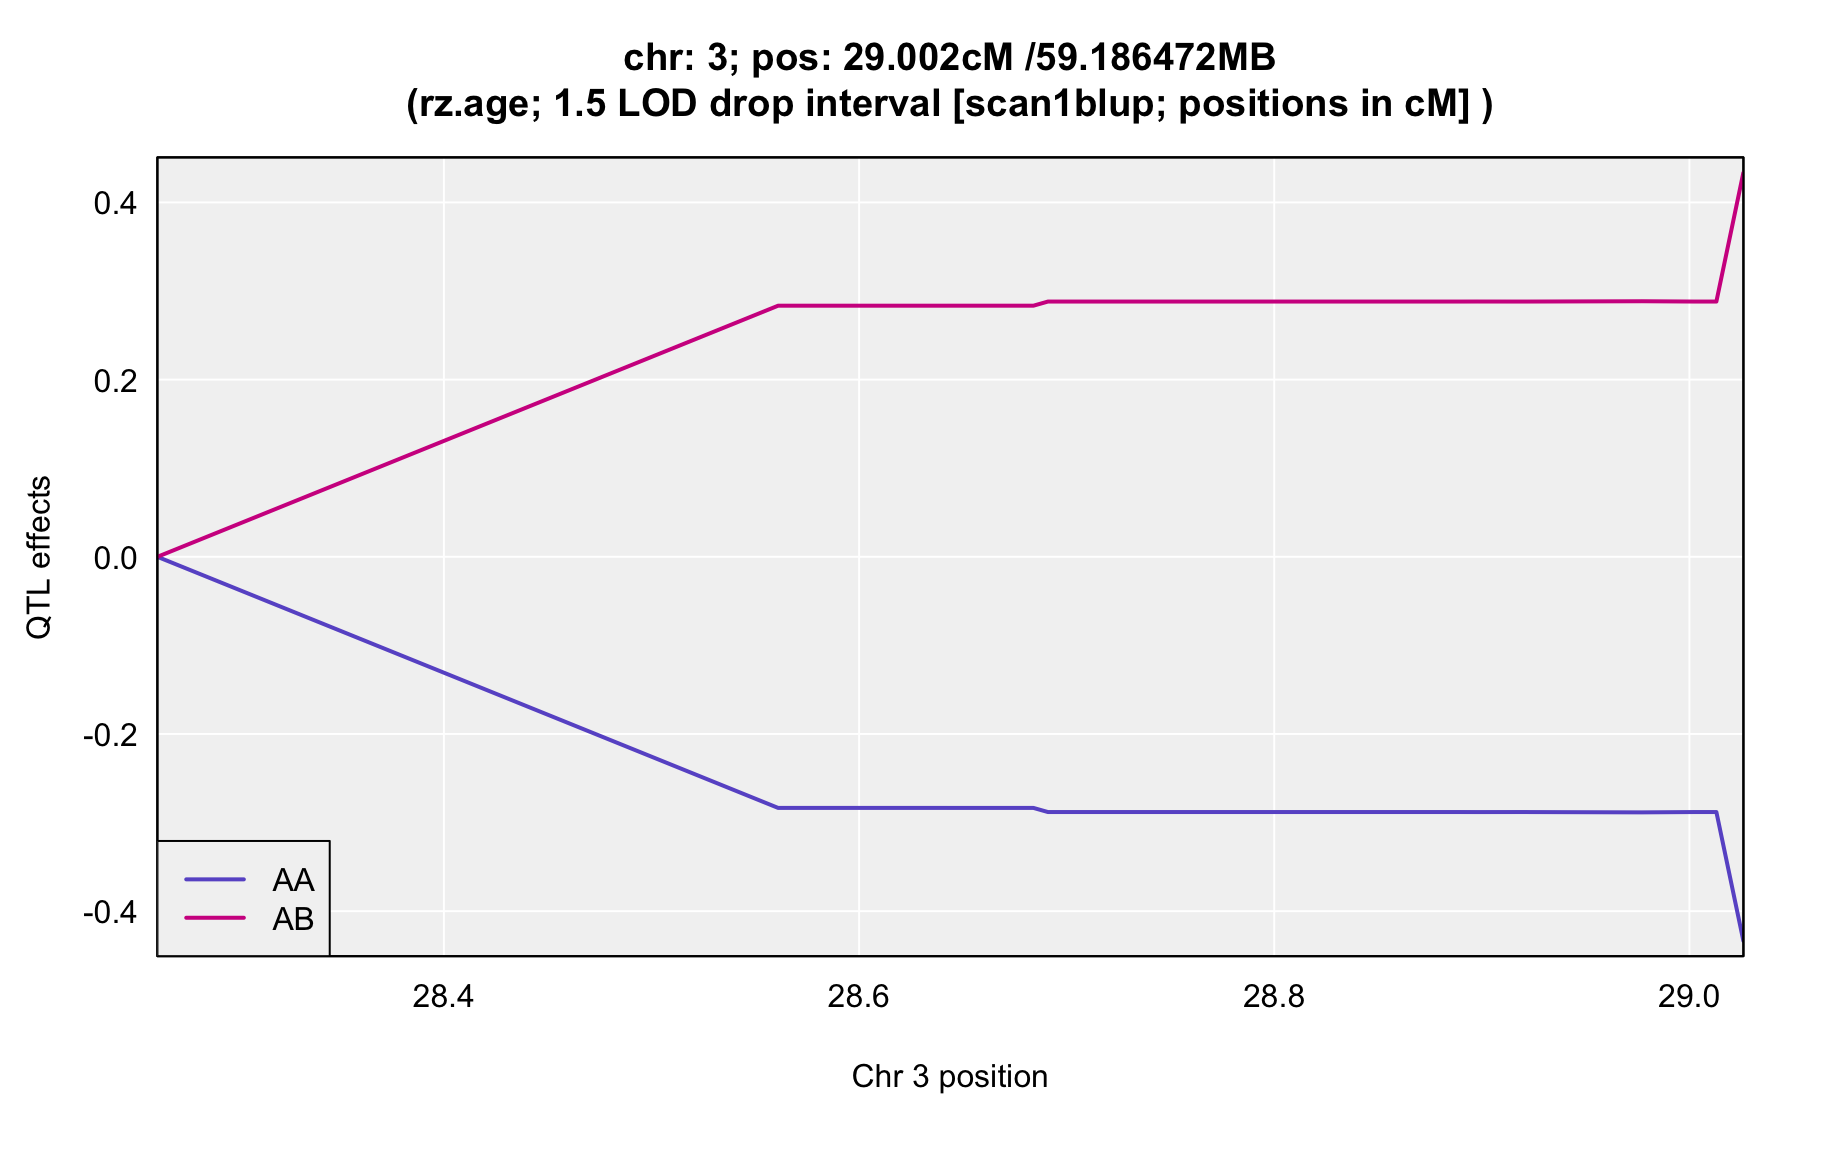 chr: 3; pos: 29.002cM /59.186472MB
(rz.age; 1.5 LOD drop interval [scan1blup; positions in cM] )
0.4
0.2
0.0
-0.2
-0.4
QTL effects
AA
AB
28.4
28.6
28.8
29.0
Chr 3 position